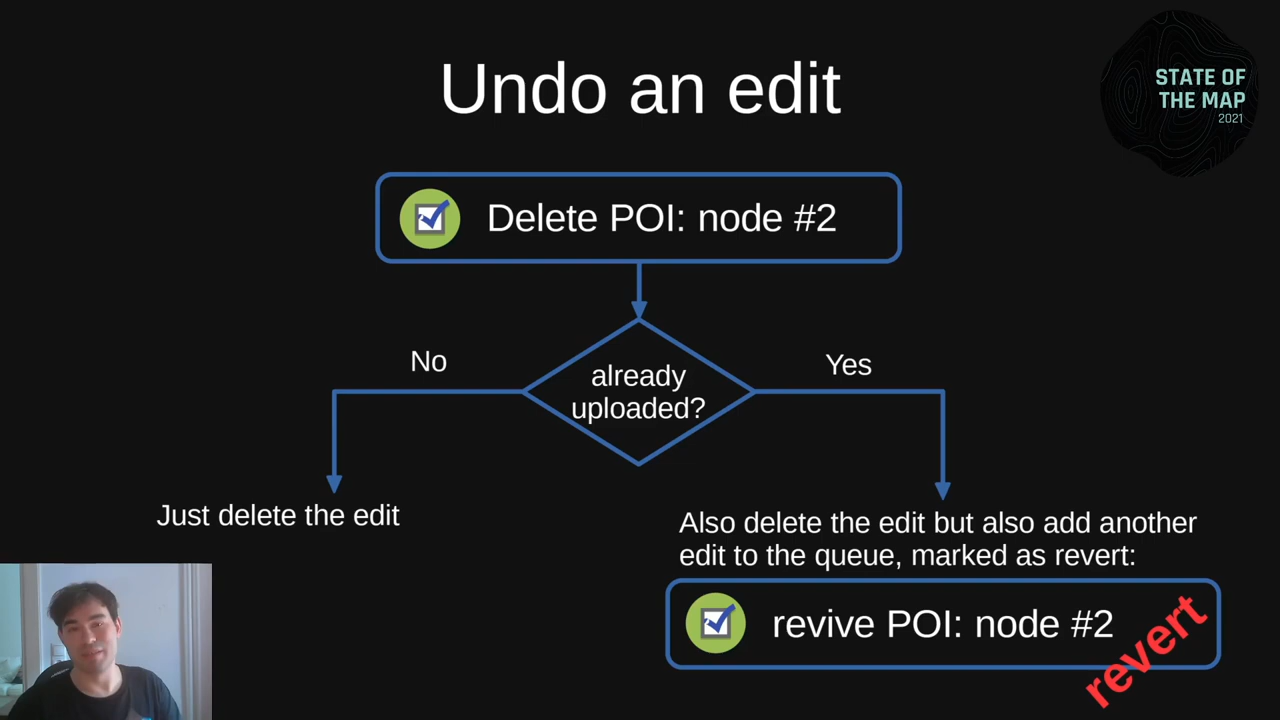 Undo an edit
STATE OF
THE MAP
2021
Delete POI: node #2
No
already
uploaded?
Yes
Just delete the edit
Also delete the edit but also add another
edit to the queue, marked as revert:
revive POI: node #2
revert